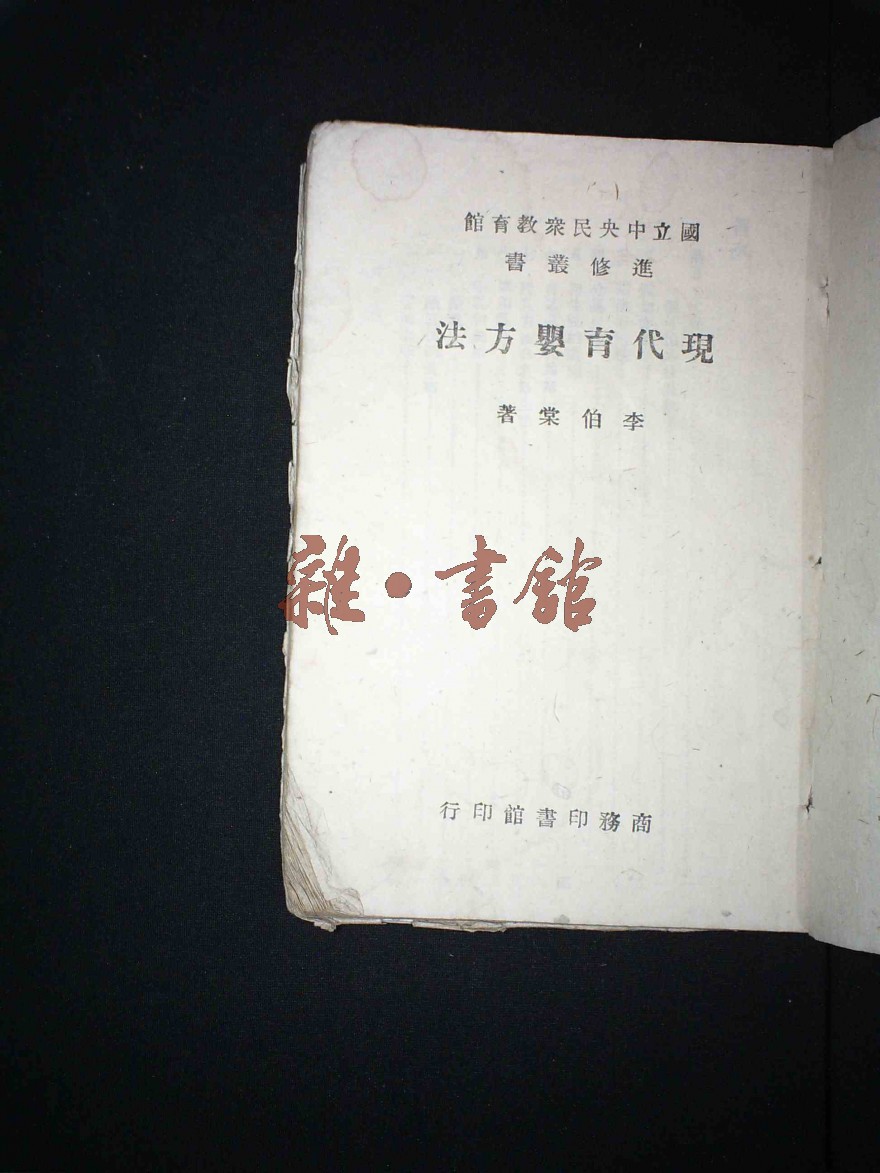 國立中央民衆教育館
進修叢書
現代育嬰方法
李伯棠著
雜·書館
商務印書館印行